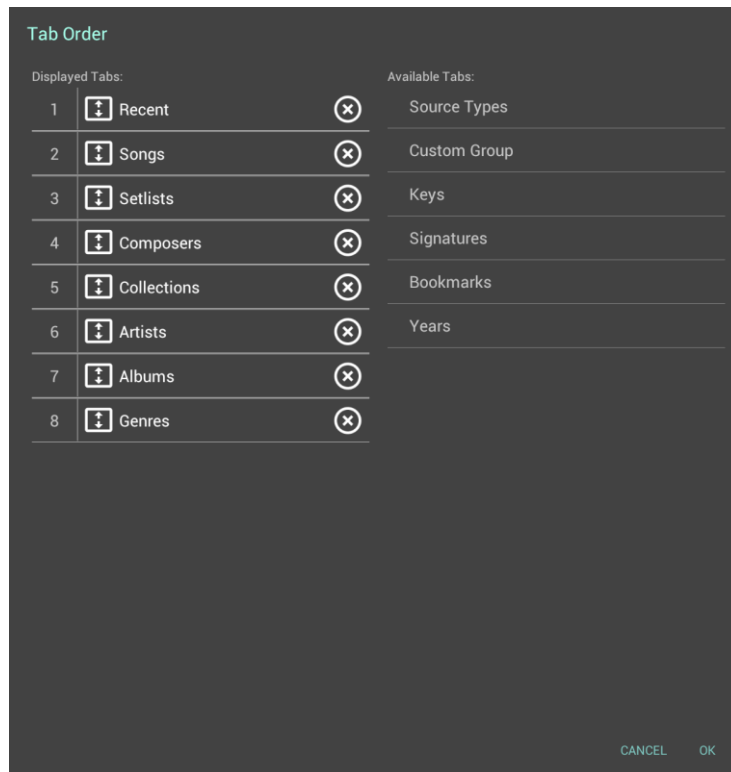 Tab Order
Displayed Tabs:
1 Recent
2 Songs
3 Setlists
4 Composers
5 Collections
6 Artists
7 Albums
8 Genres
Available Tabs:
Source Types
Custom Group
Keys
Signatures
Bookmarks
Years
CANCEL OK